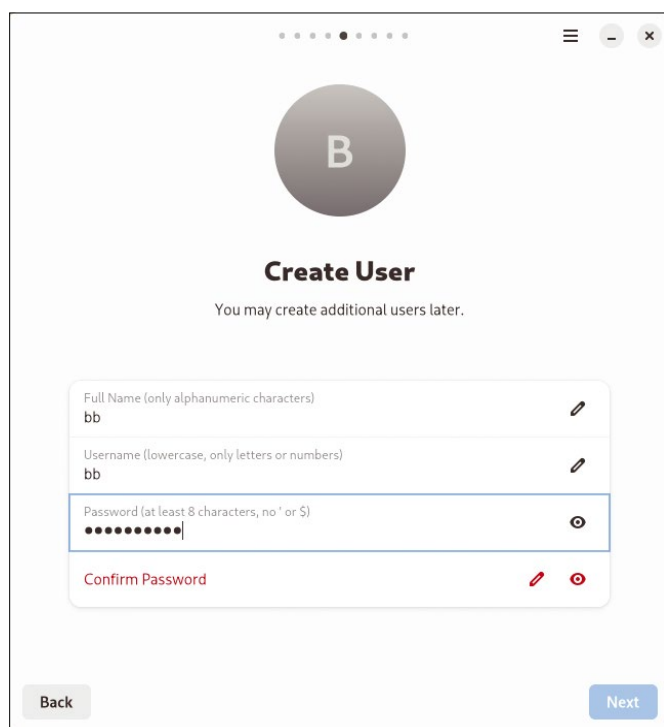 B
Create User
You may create additional users later.
Full Name (only alphanumeric characters)
bb
Username (lowercase, only letters or numbers)
bb
Password (at least 8 characters, no ' or $)
●●●●●●●●●●
Confirm Password
Back
Next